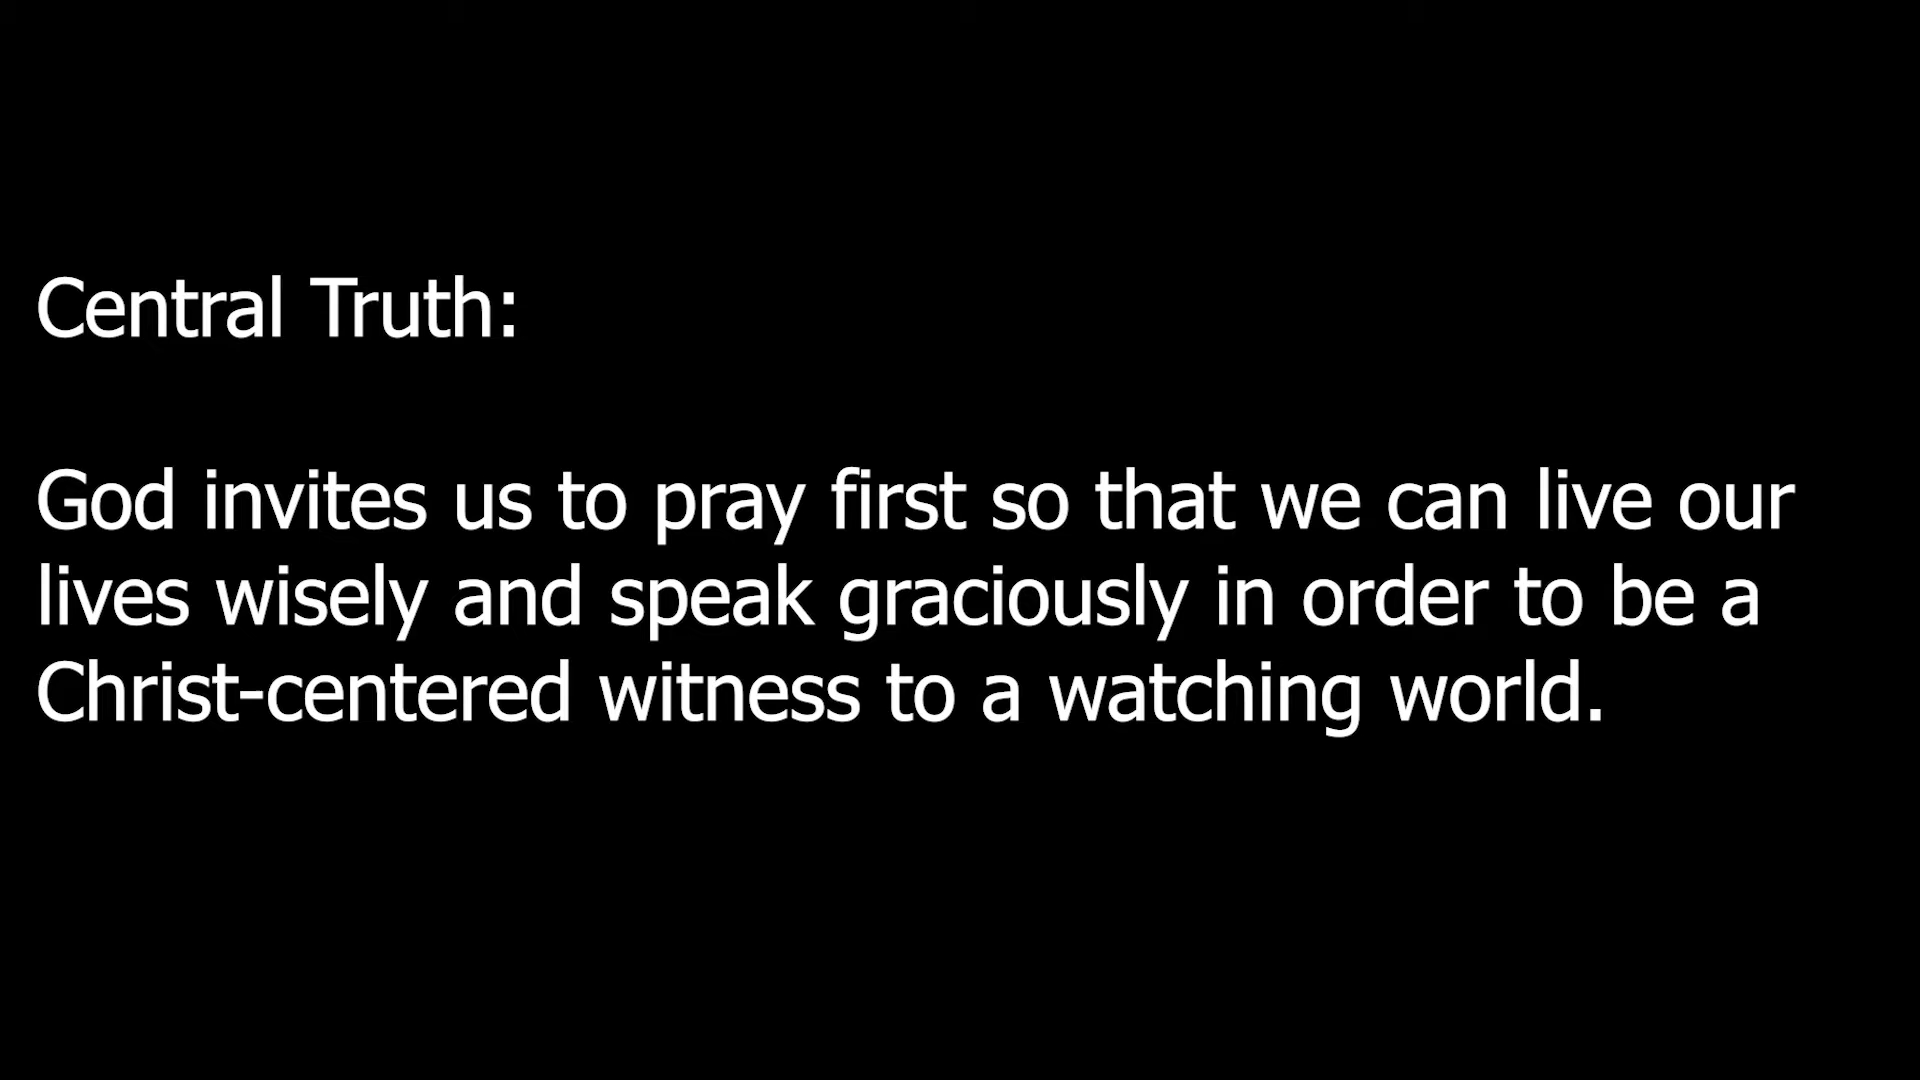 Central Truth:
God invites us to pray first so that we can live our
lives wisely and speak graciously in order to be a
Christ-centered witness to a watching world.